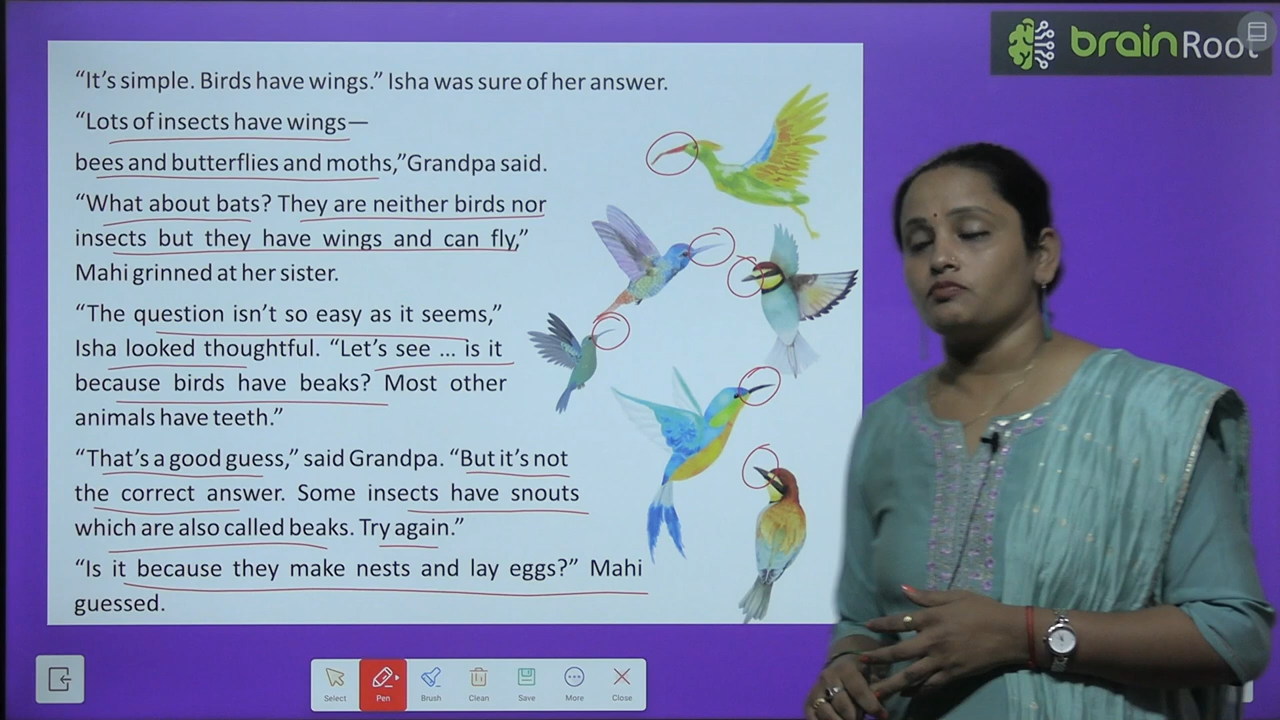 brainRoot
“It’s simple. Birds have wings.” Isha was sure of her answer.
“Lots of insects have wings—
bees and butterflies and moths,”Grandpa said.
“What about bats? They are neither birds nor
insects but they have wings and can fly,”
Mahi grinned at her sister.
“The question isn’t so easy as it seems,”
Isha looked thoughtful. “Let’s see ... is it
because birds have beaks? Most other
animals have teeth.”
“That’s a good guess,” said Grandpa. “But it’s not
the correct answer. Some insects have snouts
which are also called beaks. Try again.”
“Is it because they make nests and lay eggs?” Mahi
guessed.
Select Pen Brush Clean Save More Close